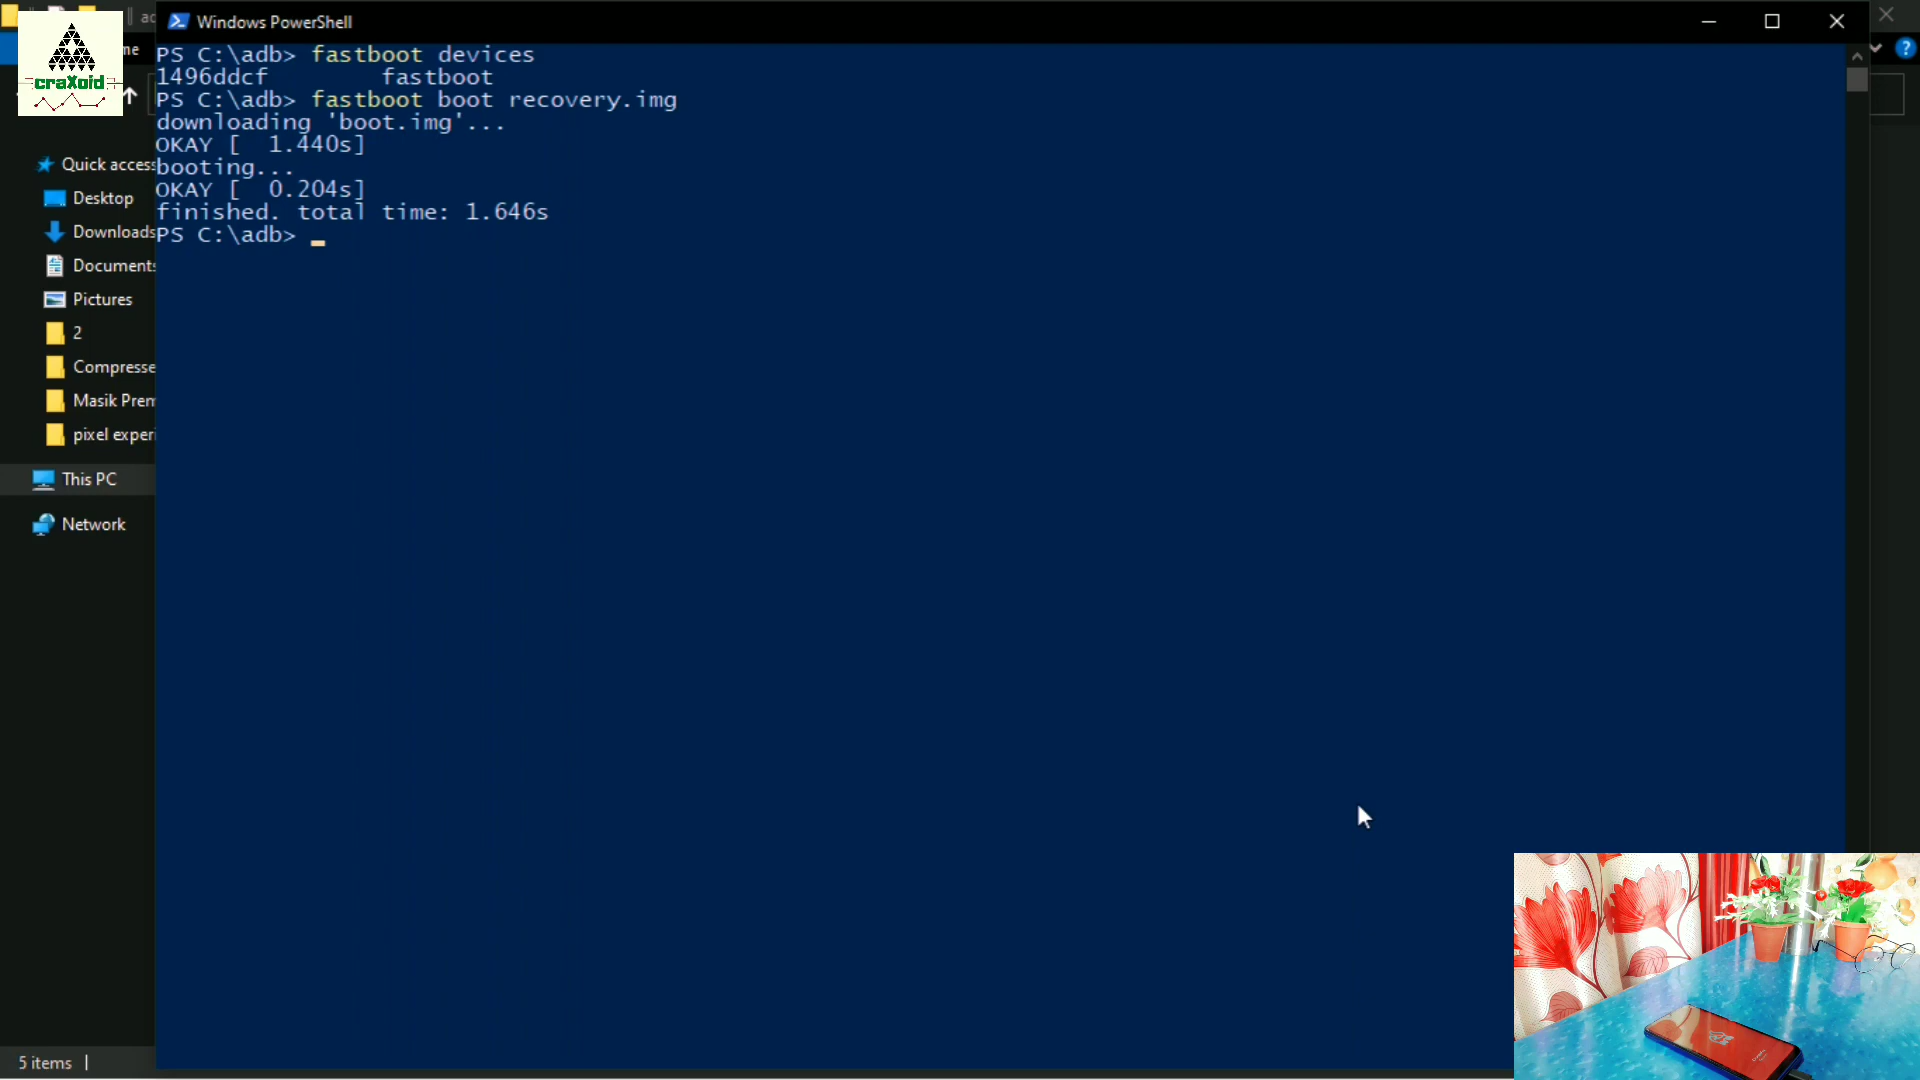 Windows PowerShell
craXoid
me
PS C:\adb> fastboot devices
1496ddcf fastboot
PS C:\adb> fastboot boot recovery.img
downloading 'boot.img'...
OKAY [ 1.440s]
booting...
OKAY [ 0.204s]
finished. total time: 1.646s
PS C:\adb>
Quick access
Desktop
Downloads
Documents
Pictures
2
Compresse
Masik Prem
pixel experi
This PC
Network
5 items